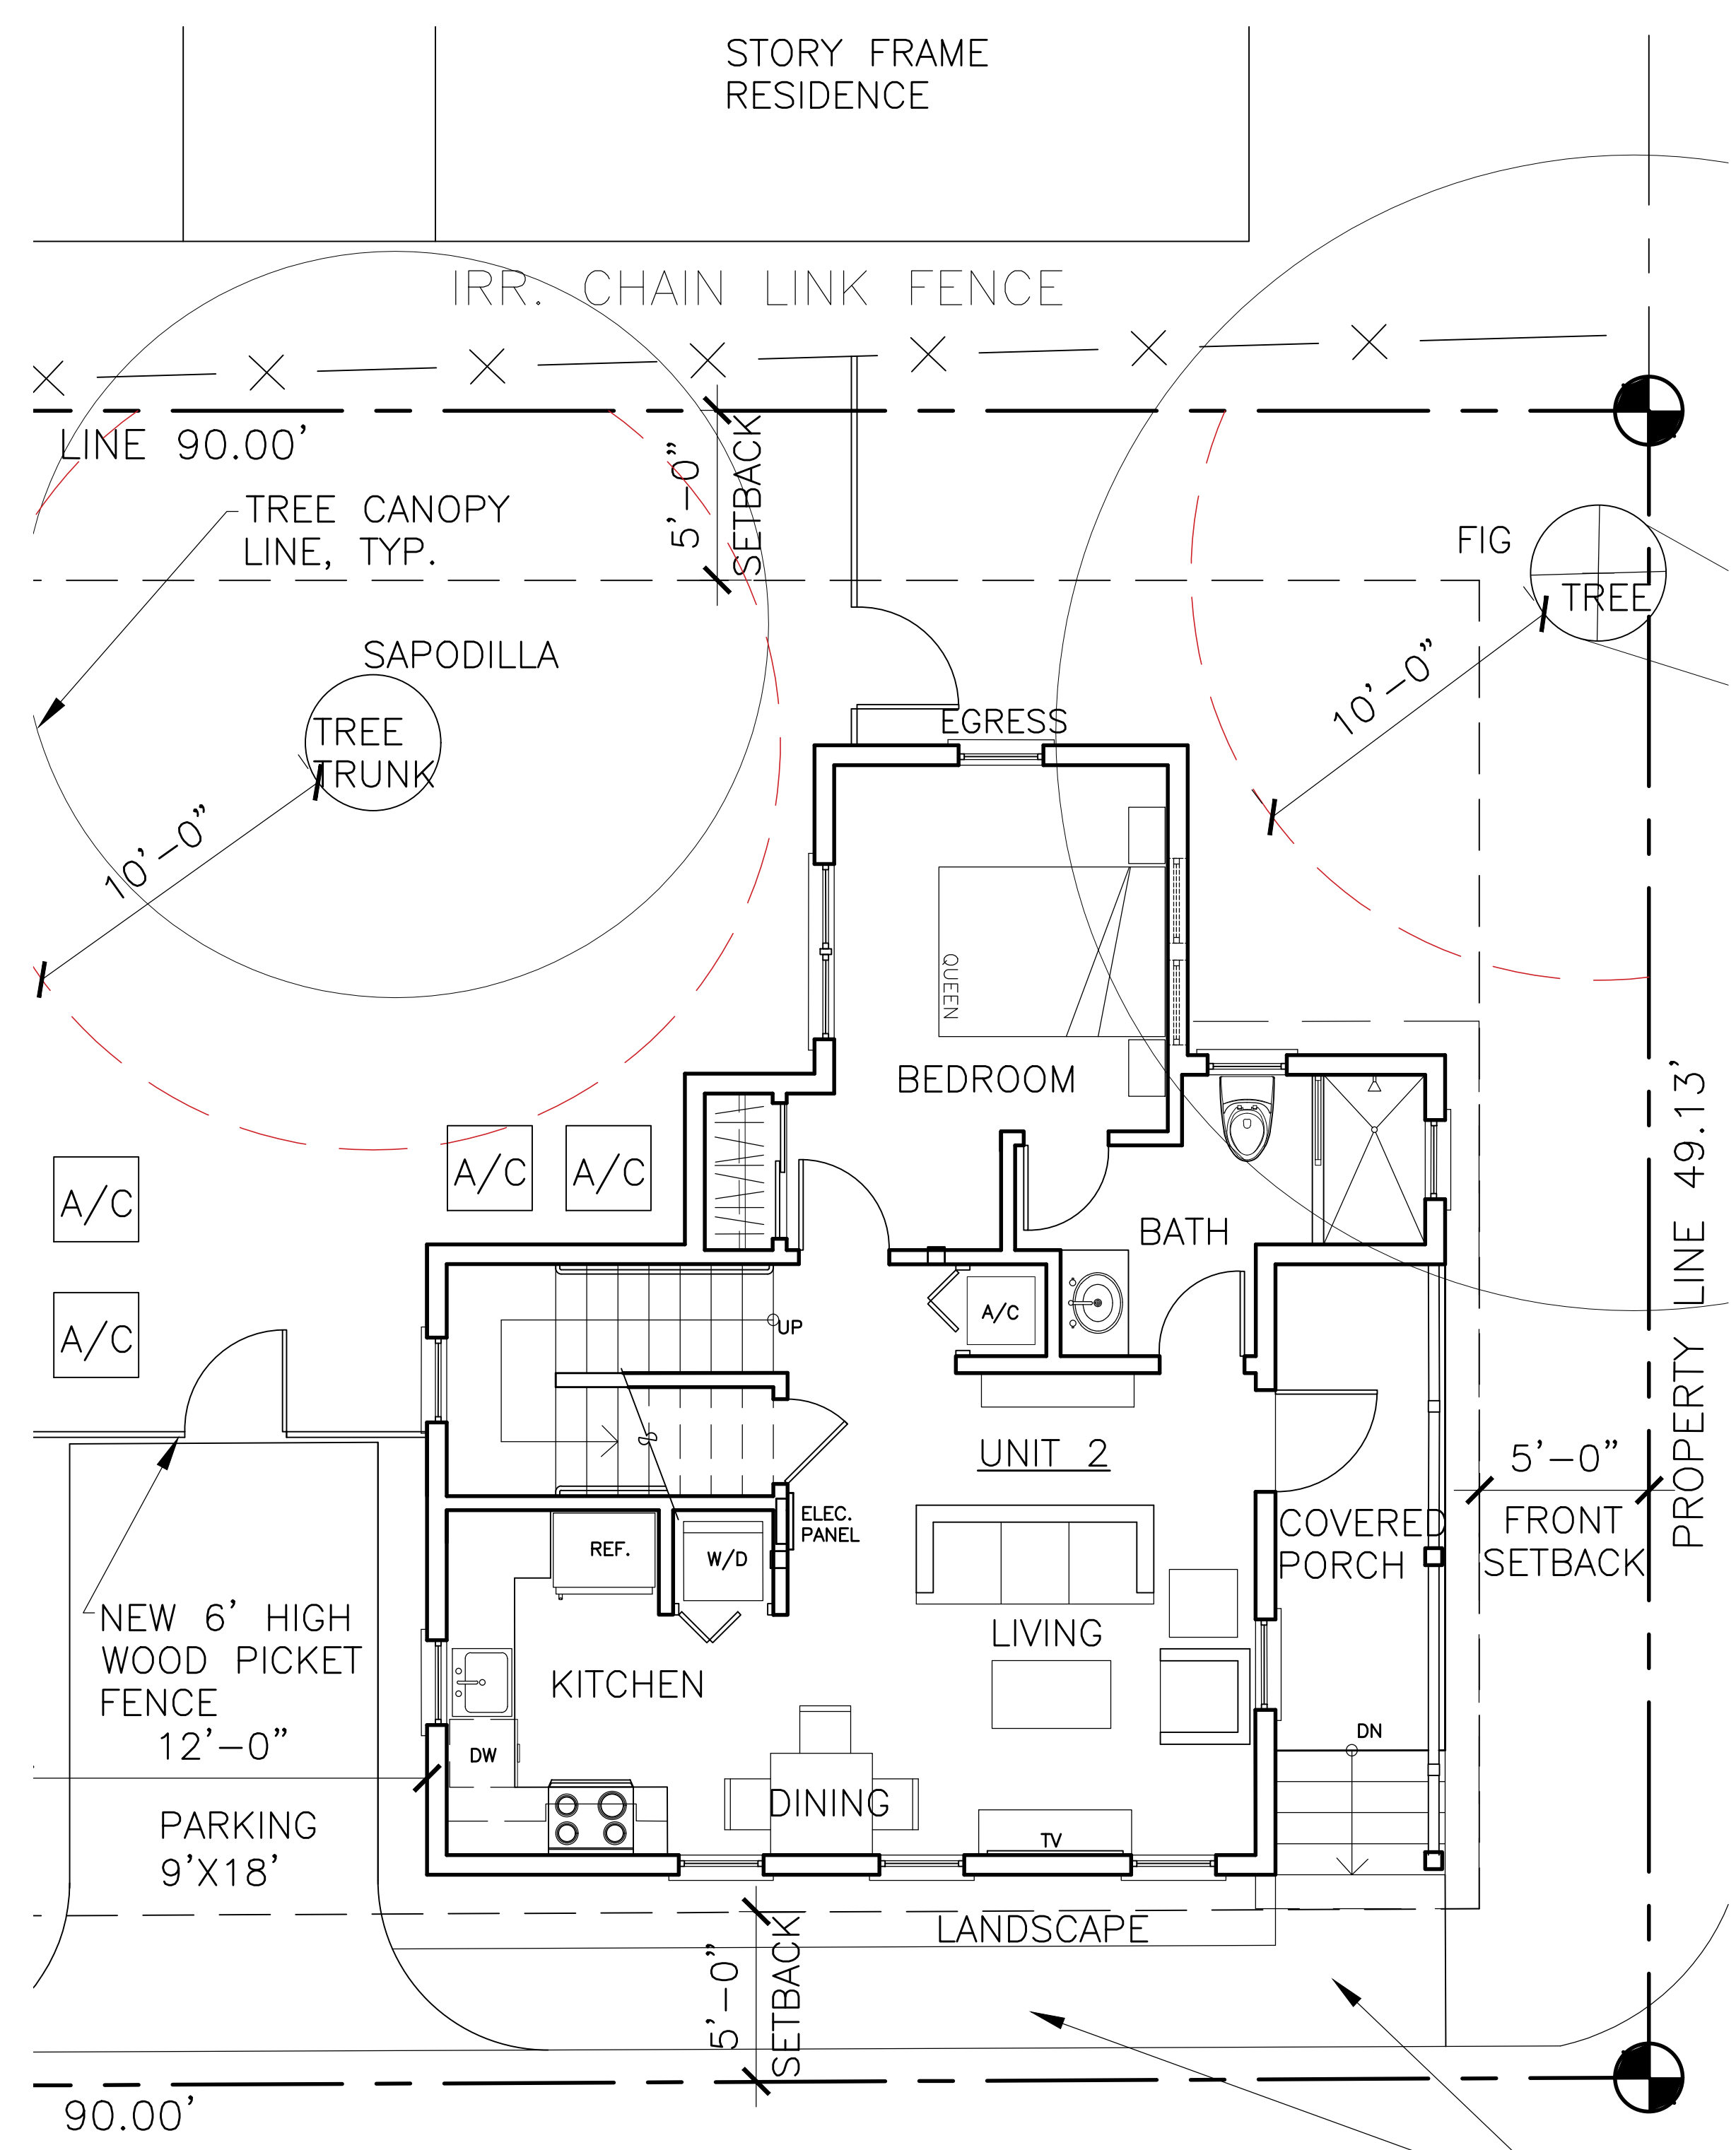 STORY FRAME
RESIDENCE
IRR. CHAIN LINK FENCE
LINE 90.00'
5'-0"
SETBACK
TREE CANOPY
LINE, TYP.
FIG
TREE
SAPODILLA
TREE
TRUNK
10'-0"
10'-0"
EGRESS
QUEEN
BEDROOM
PROPERTY LINE 49.13'
A/C
A/C
A/C
A/C
BATH
A/C
UP
UNIT 2
5'-0"
FRONT
SETBACK
COVERED
PORCH
ELEC.
PANEL
REF.
W/D
NEW 6' HIGH
WOOD PICKET
FENCE
LIVING
KITCHEN
12'-0"
DW
DN
DINING
TV
PARKING
9'X18'
LANDSCAPE
5'-0"
SETBACK
90.00'